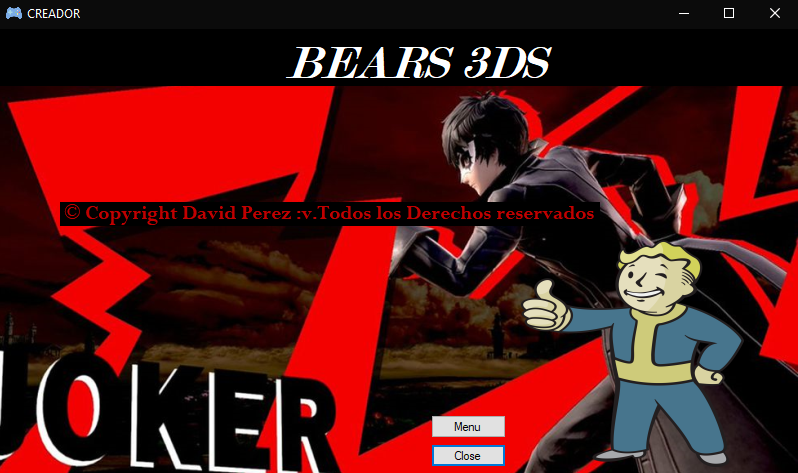 CREADOR
BEARS 3DS
© Copyright David Perez :v.Todos los Derechos reservados
JOKER
Menu
Close